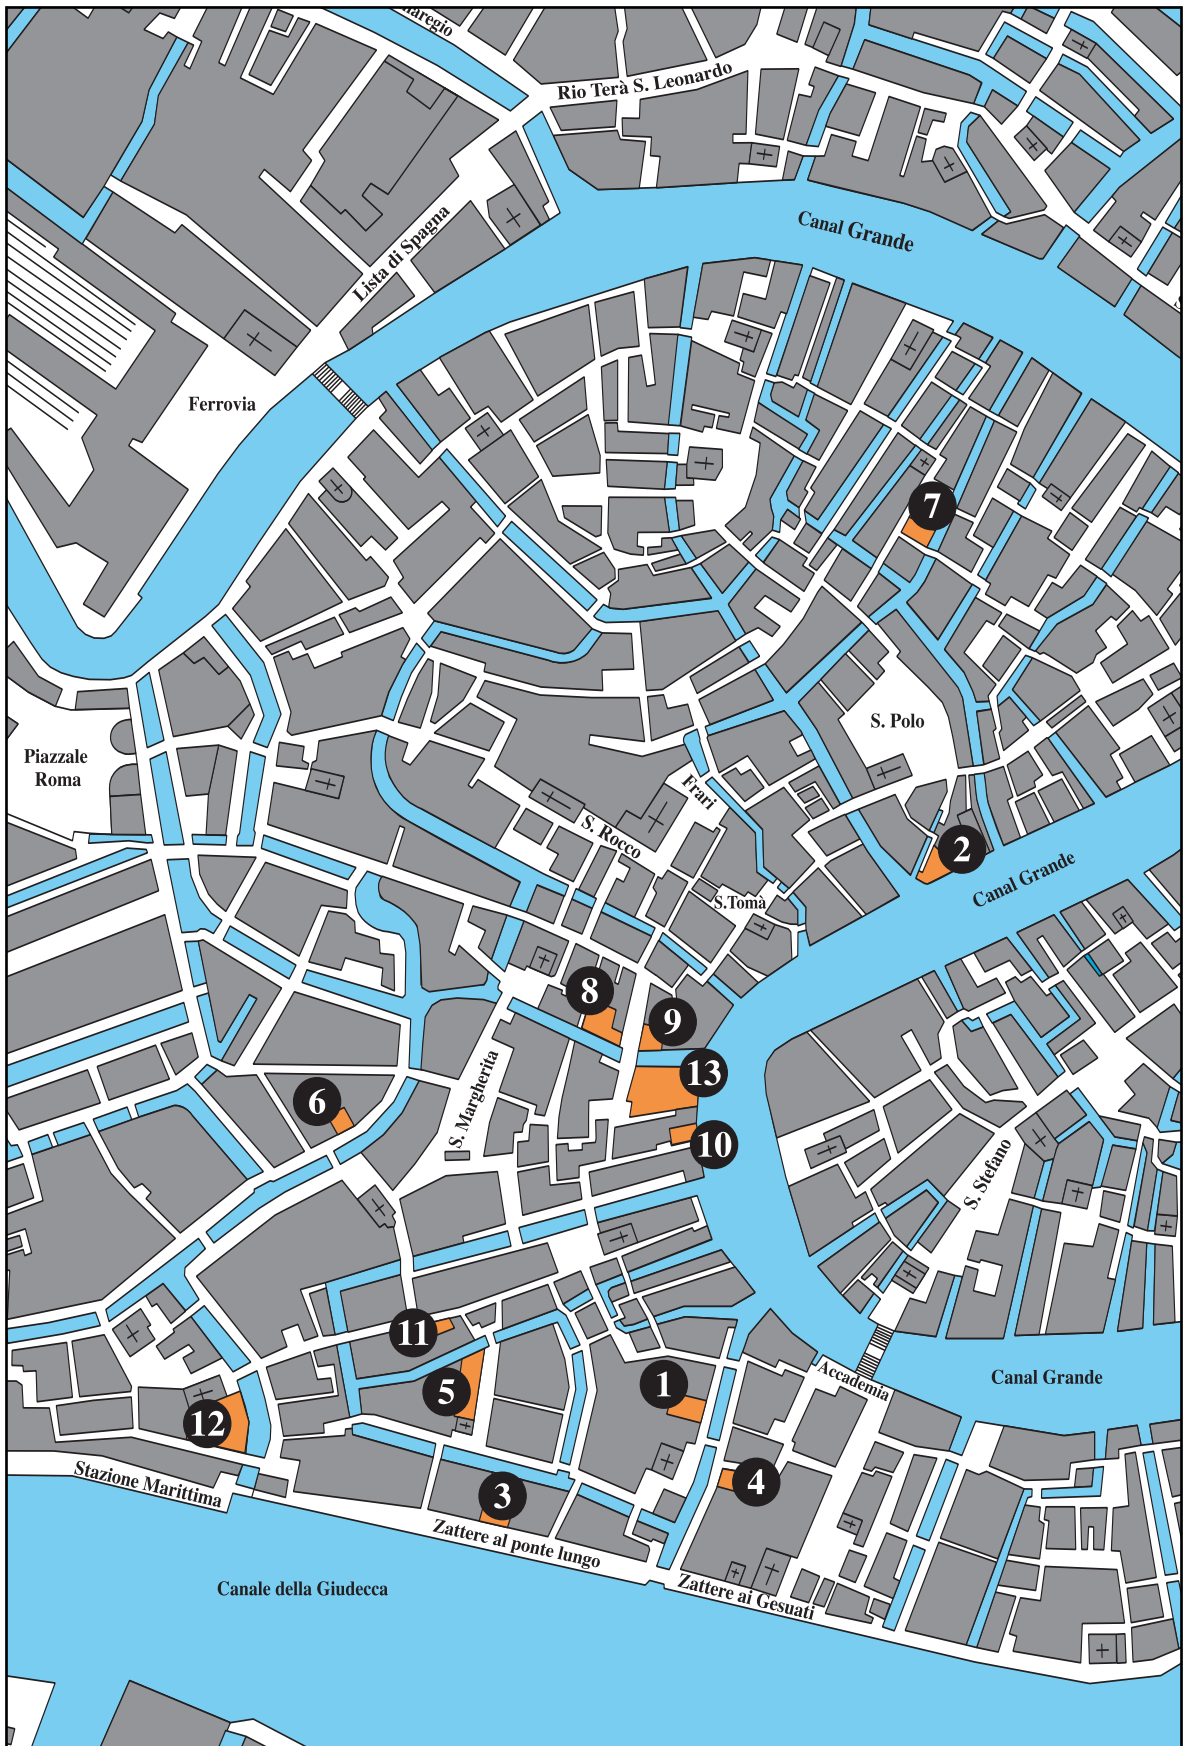 Rio Terà S. Leonardo
Canal Grande
Lista di Spagna
Ferrovia
7
S. Polo
Piazzale
Roma
Frari
S. Rocco
2
Canal Grande
S.Tomà
8
9
13
S. Margherita
6
10
S. Stefano
11
1
Accademia
Canal Grande
5
12
4
Stazione Marittima
3
Zattere al ponte lungo
Zattere ai Gesuati
Canale della Giudecca